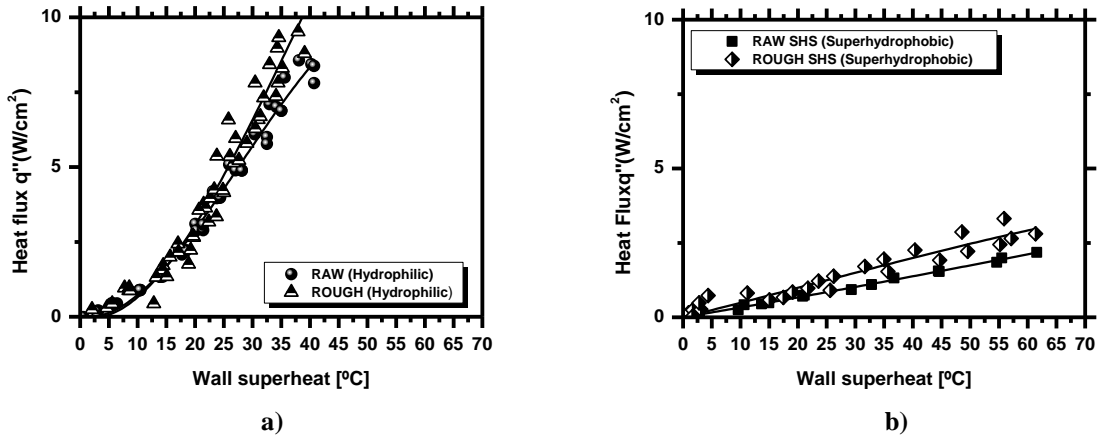 10
5
0
Heat flux q"(W/cm2)
RAW (Hydrophilic)
ROUGH (Hydrophilic)
0 5 10 15 20 25 30 35 40 45 50 55 60 65 70
Wall superheat [ºC]
a)
10
5
0
Heat Fluxq"(W/cm2)
RAW SHS (Superhydrophobic)
ROUGH SHS (Superhydrophobic)
0 5 10 15 20 25 30 35 40 45 50 55 60 65 70
Wall superheat [ºC]
b)